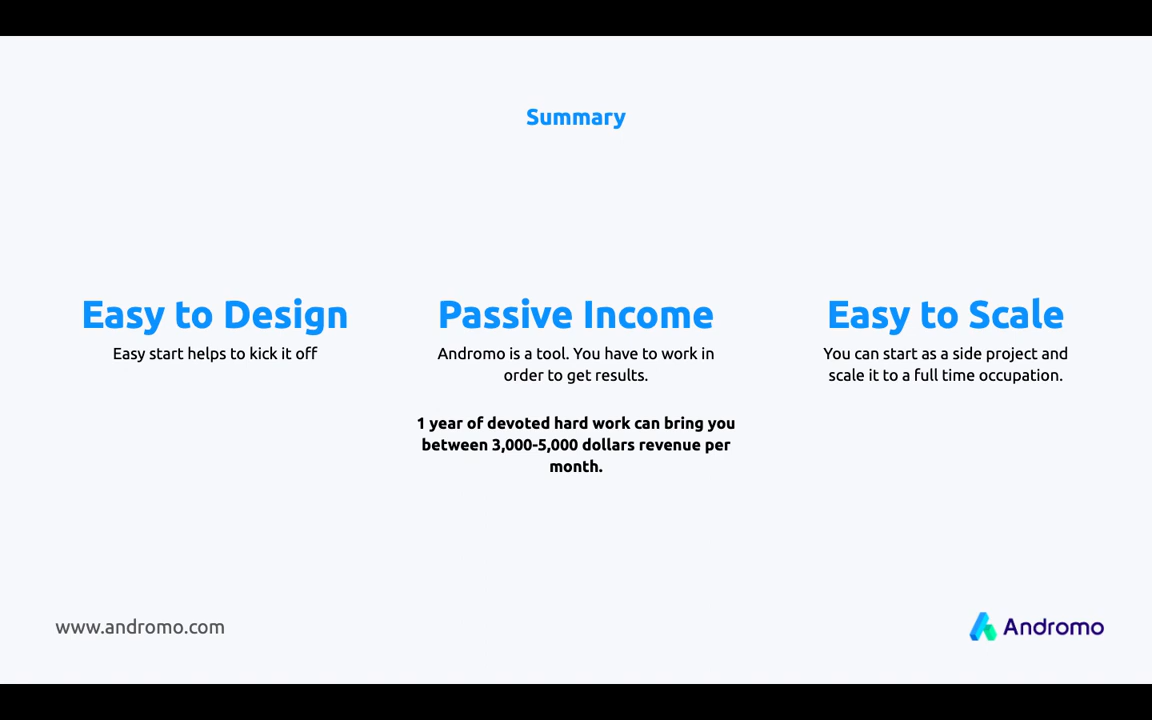 Summary
Easy to Design
Easy start helps to kick it off
Passive Income
Andromo is a tool. You have to work in
order to get results.
1 year of devoted hard work can bring you
between 3,000-5,000 dollars revenue per
month.
Easy to Scale
You can start as a side project and
scale it to a full time occupation.
www.andromo.com
Andromo